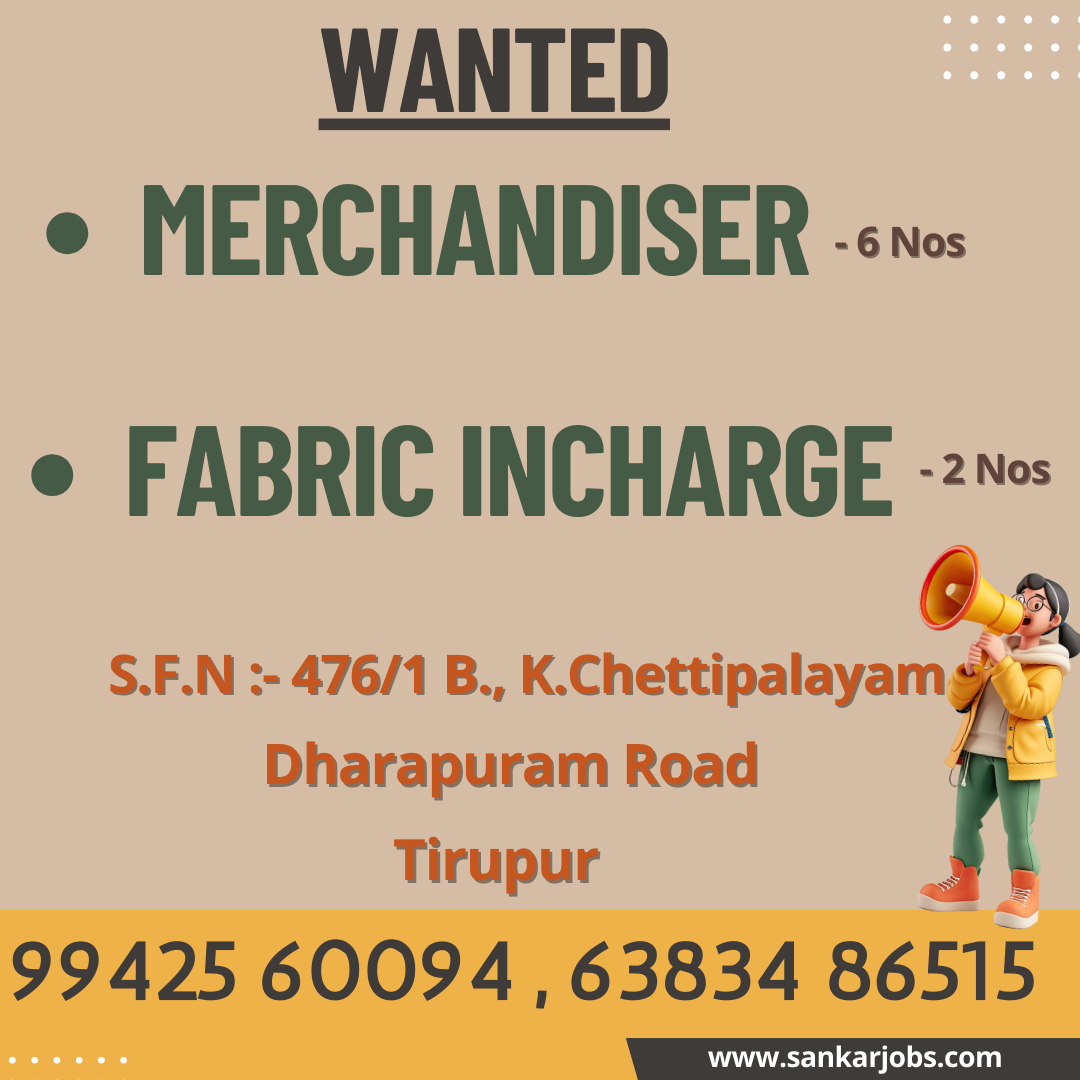 WANTED
• MERCHANDISER - 6 Nos
• FABRIC INCHARGE - 2 Nos
S.F.N :- 476/1 B., K.Chettipalayam
Dharapuram Road
Tirupur
99425 60094 , 63834 86515
www.sankarjobs.com